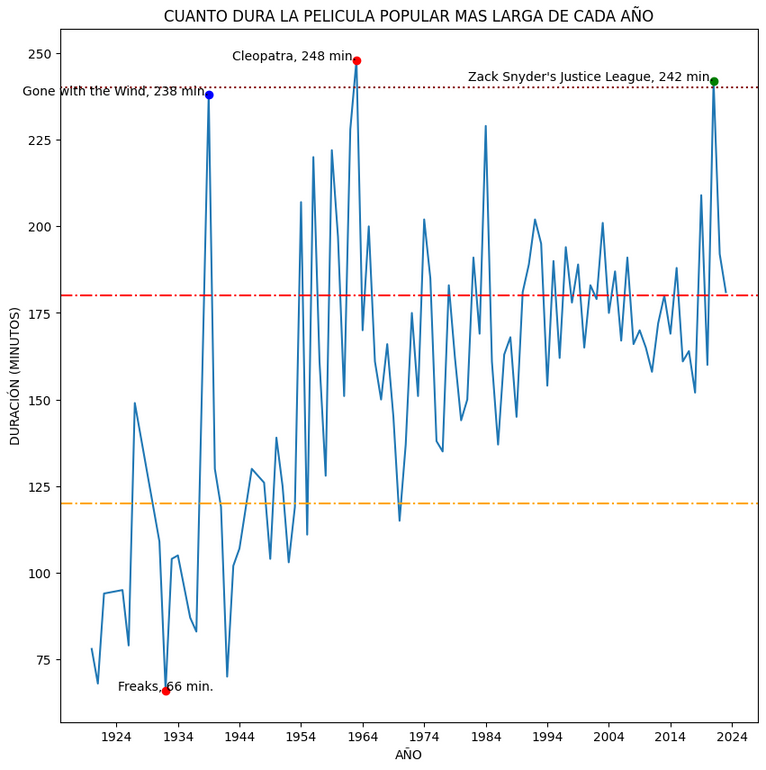 CUANTO DURA LA PELICULA POPULAR MAS LARGA DE CADA AÑO
250
Cleopatra, 248 min.
Zack Snyder's Justice League, 242 min.
Gone with the Wind, 238 min.
225
200
175
150
125
100
75
Freaks, 66 min.
DURACIÓN (MINUTOS)
1924 1934 1944 1954 1964 1974 1984 1994 2004 2014 2024
AÑO